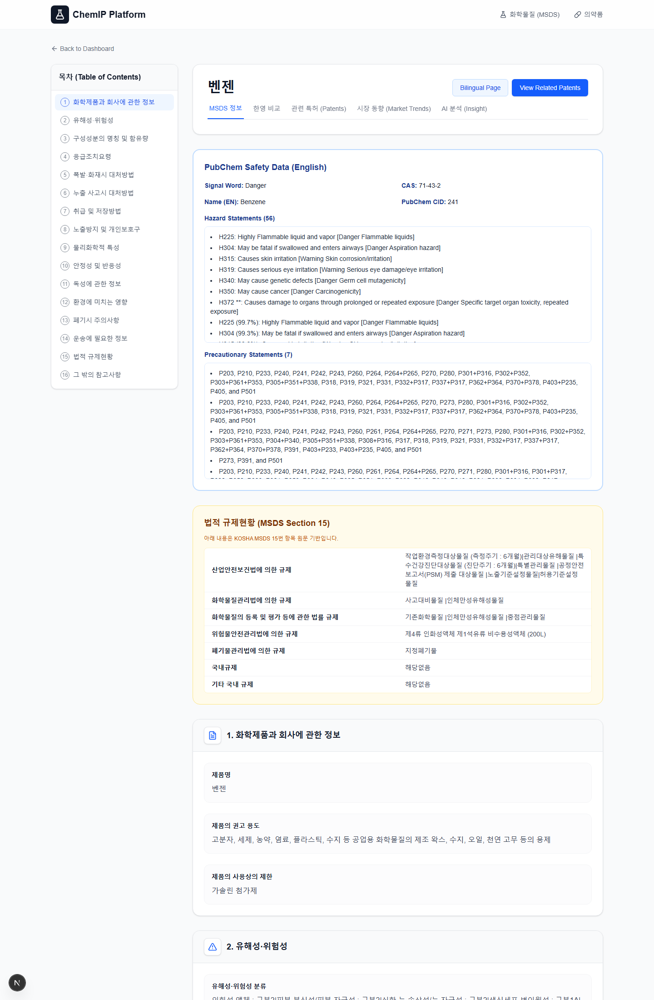 ChemIP Platform
화학물질 (MSDS)
의약품
Back to Dashboard
목차 (Table of Contents)
1 화학제품과 회사에 관한 정보
2 유해성·위험성
3 구성성분의 명칭 및 함유량
4 응급조치요령
5 폭발·화재시 대처방법
6 누출 사고시 대처방법
7 취급 및 저장방법
8 노출방지 및 개인보호구
9 물리화학적 특성
10 안정성 및 반응성
11 독성에 관한 정보
12 환경에 미치는 영향
13 폐기시 주의사항
14 운송에 필요한 정보
15 법적 규제현황
16 그 밖의 참고사항
벤젠
Bilingual Page
View Related Patents
MSDS 정보
한영 비교
관련 특허 (Patents)
시장 동향 (Market Trends)
AI 분석 (Insight)
PubChem Safety Data (English)
Signal Word: Danger
CAS: 71-43-2
Name (EN): Benzene
PubChem CID: 241
Hazard Statements (56)
• H225: Highly Flammable liquid and vapor [Danger Flammable liquids]
• H304: May be fatal if swallowed and enters airways [Danger Aspiration hazard]
• H315: Causes skin irritation [Warning Skin corrosion/irritation]
• H319: Causes serious eye irritation [Warning Serious eye damage/eye irritation]
• H340: May cause genetic defects [Danger Germ cell mutagenicity]
• H350: May cause cancer [Danger Carcinogenicity]
• H372 **: Causes damage to organs through prolonged or repeated exposure [Danger Specific target organ toxicity, repeated
exposure]
• H225 (99.7%): Highly Flammable liquid and vapor [Danger Flammable liquids]
• H304 (99.3%): May be fatal if swallowed and enters airways [Danger Aspiration hazard]
Precautionary Statements (7)
• P203, P210, P233, P240, P241, P242, P243, P260, P264, P264+P265, P270, P280, P301+P316, P302+P352,
P303+P361+P353, P305+P351+P338, P318, P319, P321, P331, P332+P317, P337+P317, P362+P364, P370+P378, P403+P235,
P405, and P501
• P203, P210, P233, P240, P241, P242, P243, P260, P264, P264+P265, P270, P273, P280, P301+P316, P302+P352,
P303+P361+P353, P305+P351+P338, P318, P319, P321, P331, P332+P317, P337+P317, P362+P364, P370+P378, P403+P235,
P405, and P501
• P203, P210, P233, P240, P241, P242, P243, P260, P261, P264, P264+P265, P270, P271, P273, P280, P301+P316, P302+P352,
P303+P361+P353, P304+P340, P305+P351+P338, P308+P316, P317, P318, P319, P321, P331, P332+P317, P337+P317,
P362+P364, P370+P378, P391, P403+P233, P403+P235, P405, and P501
• P273, P391, and P501
• P203, P210, P233, P240, P241, P242, P243, P260, P261, P264, P264+P265, P270, P271, P280, P301+P316, P301+P317,
법적 규제현황 (MSDS Section 15)
아래 내용은 KOSHA MSDS 15번 항목 원문 기반입니다.
산업안전보건법에 의한 규제
작업환경측정대상물질 (측정주기 : 6개월)|관리대상유해물질 |특
수건강진단대상물질 (진단주기 : 6개월)|특별관리물질 |공정안전
보고서(PSM) 제출 대상물질 |노출기준설정물질|허용기준설정
물질
화학물질관리법에 의한 규제
사고대비물질 |인체만성유해성물질
화학물질의 등록 및 평가 등에 관한 법률 규제
기존화학물질 |인체만성유해성물질 |중점관리물질
위험물안전관리법에 의한 규제
제4류 인화성액체 제1석유류 비수용성액체 (200L)
폐기물관리법에 의한 규제
지정폐기물
국내규제
해당없음
기타 국내 규제
해당없음
1. 화학제품과 회사에 관한 정보
제품명
벤젠
제품의 권고 용도
고분자, 세제, 농약, 염료, 플라스틱, 수지 등 공업용 화학물질의 제조 왁스, 수지, 오일, 천연 고무 등의 용제
제품의 사용상의 제한
가솔린 첨가제
2. 유해성·위험성
N
유해성·위험성 분류